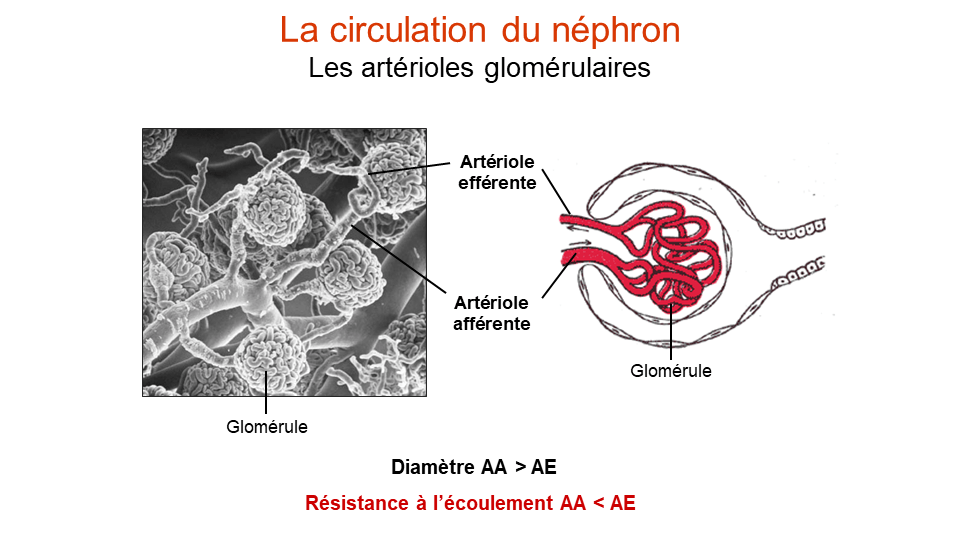 La circulation du néphron
Les artérioles glomérulaires
Artériole
efférente
Artériole
afférente
Glomérule
Glomérule
Diamètre AA > AE
Résistance à l'écoulement AA < AE